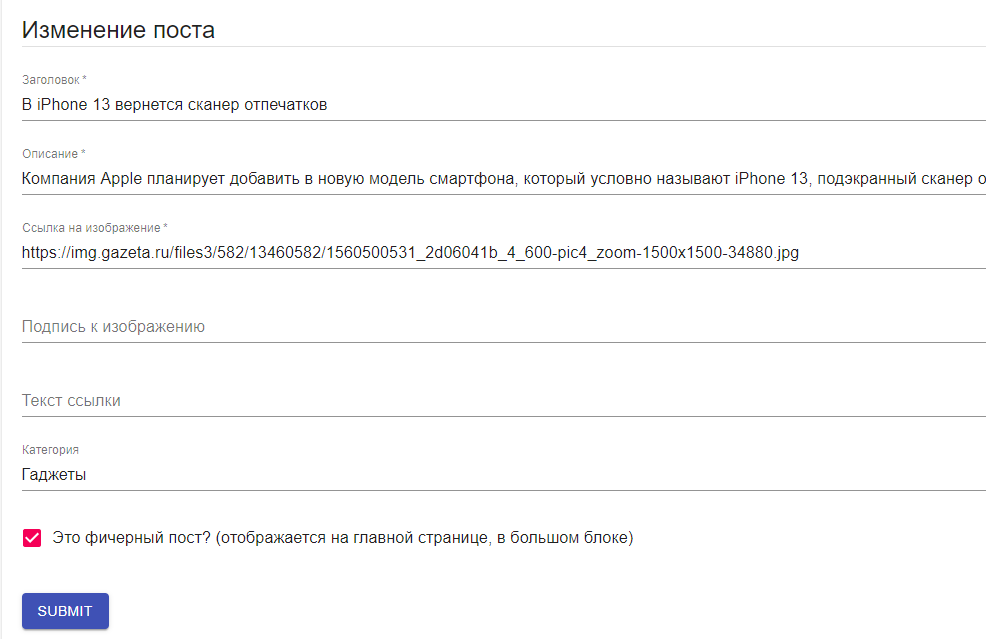 Изменение поста
Заголовок *
В iPhone 13 вернется сканер отпечатков
Описание *
Компания Apple планирует добавить в новую модель смартфона, который условно называют iPhone 13, подэкранный сканер о
Ссылка на изображение *
https://img.gazeta.ru/files3/582/13460582/1560500531_2d06041b_4_600-pic4_zoom-1500x1500-34880.jpg
Подпись к изображению
Текст ссылки
Категория
Гаджеты
Это фичерный пост? (отображается на главной странице, в большом блоке)
SUBMIT